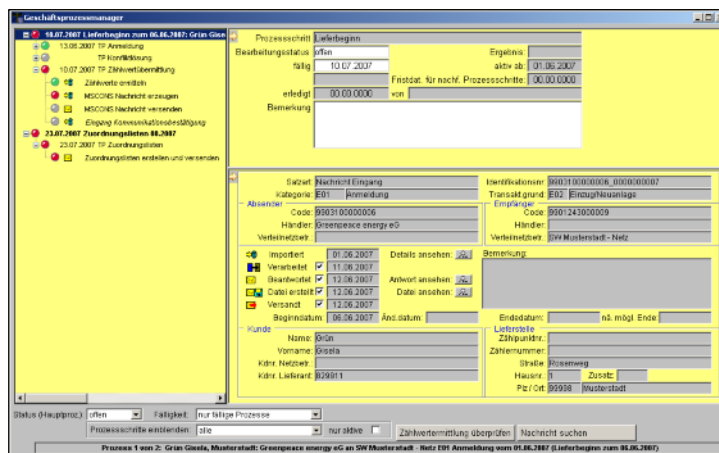 Geschäftsprozessmanager
10.07.2007 Lieferbeginn zum 06.06.2007: Grün Gise
13.06.2007 TP Anmeldung
TP Konfliktlösung
10.07.2007 TP Zählwertübermittlung
Zählwerte ermitteln
MSCONS Nachricht erzeugen
MSCONS Nachricht versenden
Eingang Kommunikationsbestätigung
23.07.2007 Zuordnungslisten 08.2007
23.07.2007 TP Zuordnungslisten
Zuordnungslisten erstellen und versenden
Prozessschritt Lieferbeginn
Bearbeitungsstatus offen Ergebnis:
fällig 10.07.2007 aktiv ab: 01.06.2007
Fristdat. für nachf. Prozessschritte: 00.00.0000
erledigt 00.00.0000 von
Bemerkung
Satzart: Nachricht Eingang Identifikationsnr: 9903100000006_0000000007
Kategorie: E01 Anmeldung Transakt.grund: E02 Einzug/Neuanlage
Absender Empfänger
Code: 9903100000006 Code: 9901243000009
Händler: Greenpeace energy eG Händler:
Verteilnetzbetr.: Verteilnetzbetr.: SW Musterstadt - Netz
Importiert 01.06.2007 Details ansehen: Bemerkung:
Verarbeitet 11.06.2007
Beantwortet 12.06.2007 Antwort ansehen:
Datei erstellt 12.06.2007 Datei ansehen:
Versandt 12.06.2007
Beginndatum: 06.06.2007 Änd.datum: Endedatum: nä. mögl. Ende:
Kunde Lieferstelle
Name: Grün Zählpunktnr.:
Vorname: Gisela Zählernummer:
Kdnr. Netzbetr.: Straße: Rosenweg
Kdnr. Lieferant: 829911 Hausnr.: 1 Zusatz:
Plz / Ort: 99998 Musterstadt
Status (Hauptproz.): offen Fälligkeit: nur fällige Prozesse
Prozessschritte einblenden: alle nur aktive Zählwertermittlung überprüfen Nachricht suchen
Prozess 1 von 2: Grün Gisela, Musterstadt: Greenpeace energy eG an SW Musterstadt - Netz E01 Anmeldung vom 01.06.2007 (Lieferbeginn zum 06.06.2007)